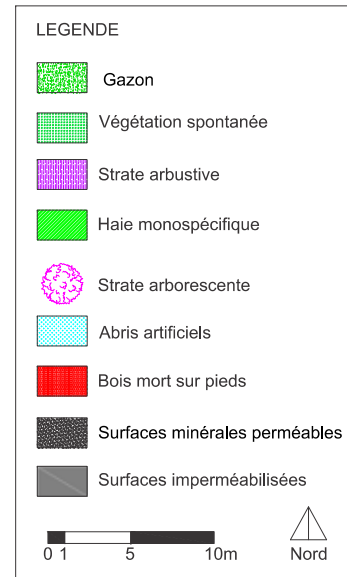 LEGENDE
Gazon
Végétation spontanée
Strate arbustive
Haie monospécifique
Strate arborescente
Abris artificiels
Bois mort sur pieds
Surfaces minérales perméables
Surfaces imperméabilisées
0 1 5 10m
Nord